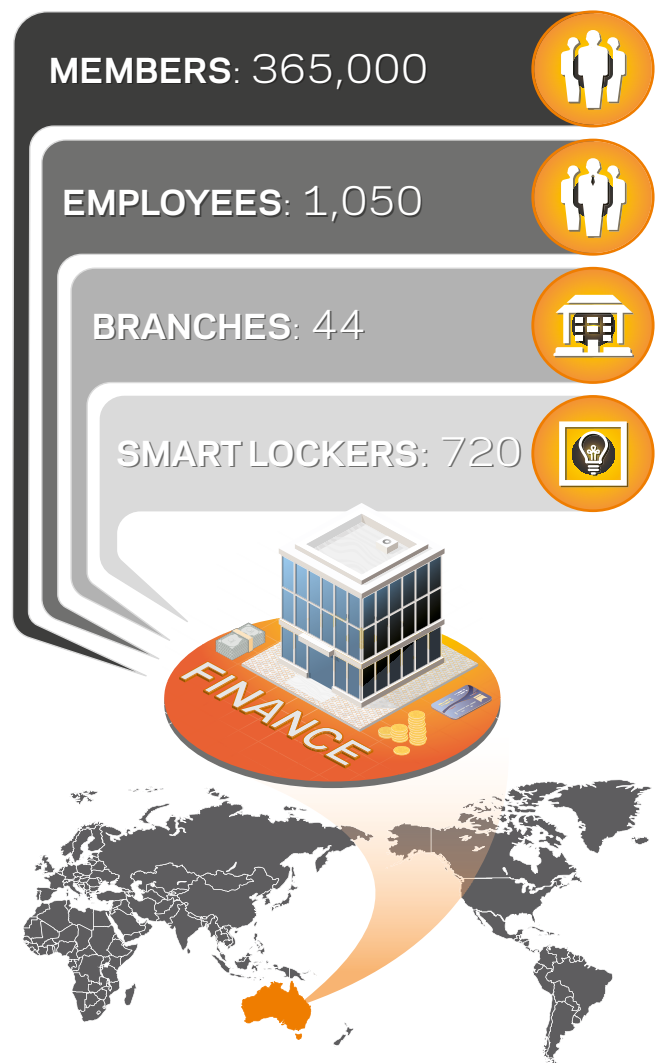 MEMBERS: 365,000
EMPLOYEES: 1,050
BRANCHES: 44
SMART LOCKERS: 720
FINANCE